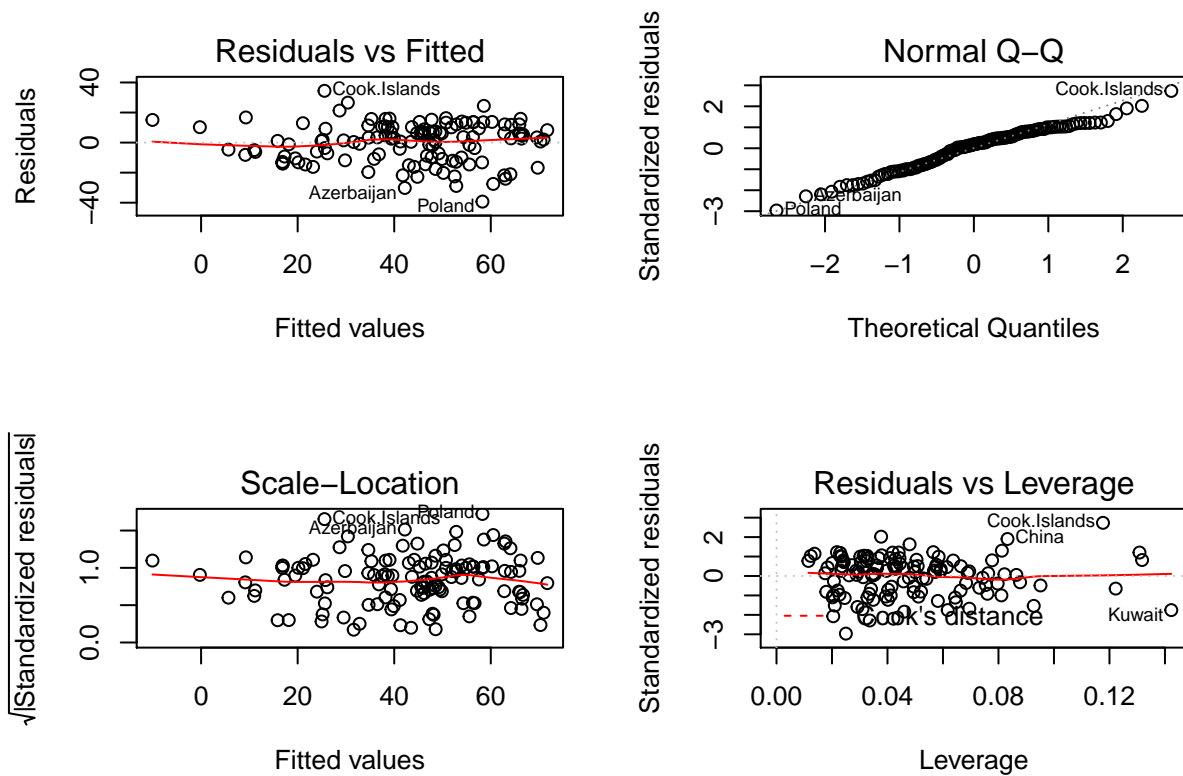 Residuals vs Fitted
Residuals
40
0
−40
Cook.Islands
Azerbaijan
Poland
0 20 40 60
Fitted values
Normal Q−Q
Standardized residuals
2
0
−3
Cook.Islands
Azerbaijan
Poland
−2 −1 0 1 2
Theoretical Quantiles
Scale−Location
√|Standardized residuals|
1.0
0.0
Poland
Cook.Islands
Azerbaijan
0 20 40 60
Fitted values
Residuals vs Leverage
Standardized residuals
2
0
−3
Cook.Islands
China
Kuwait
Cook's distance
0.00 0.04 0.08 0.12
Leverage